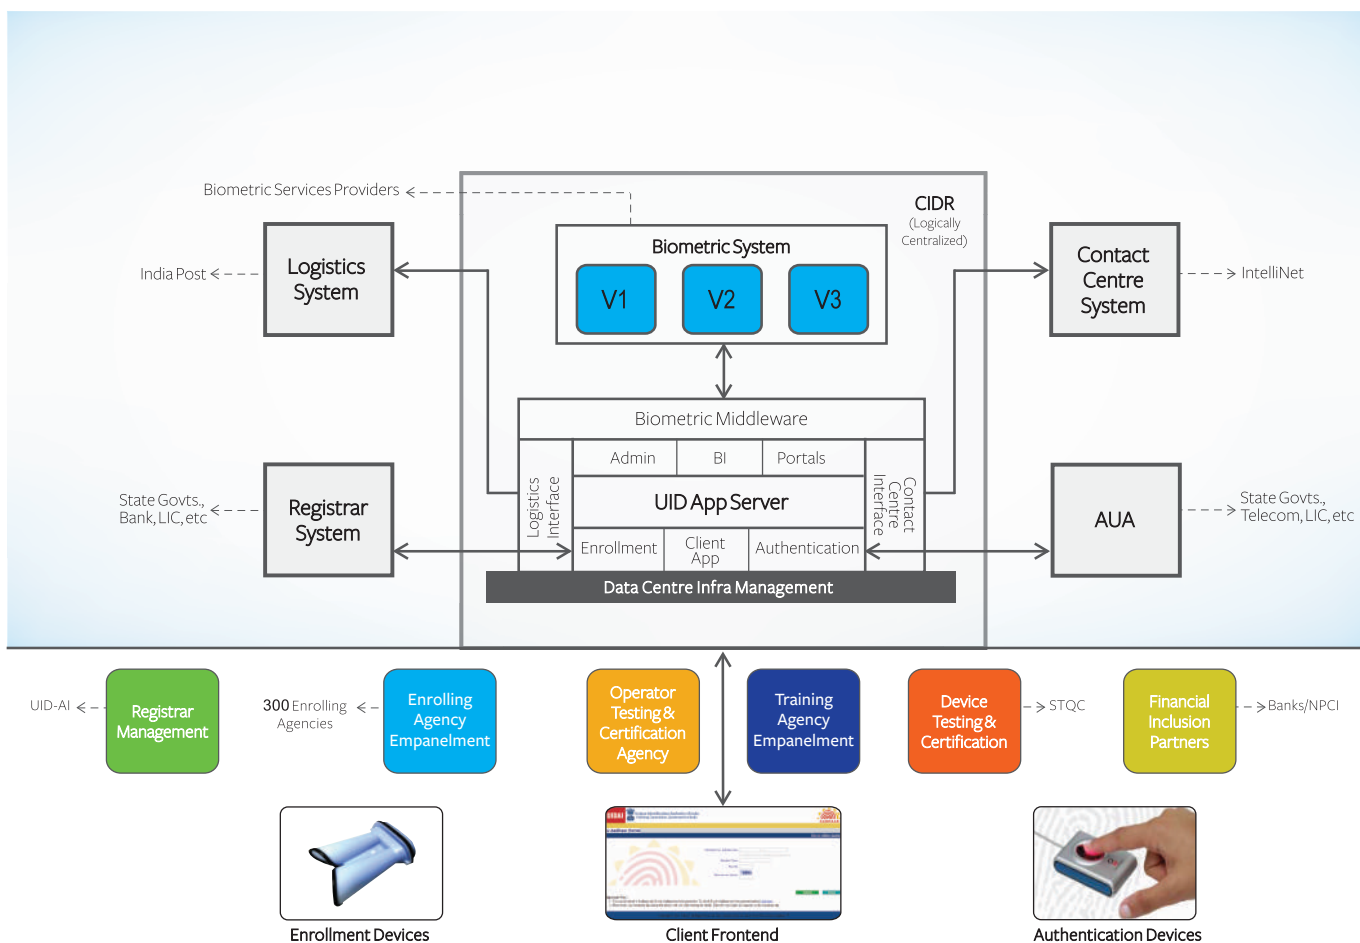 Biometric Services Providers
CIDR
(Logically
Centralized)
Biometric System
V1
V2
V3
India Post
Logistics
System
Contact
Centre
System
IntelliNet
Biometric Middleware
Admin
BI
Portals
Logistics
Interface
UID App Server
Contact
Centre
Interface
Enrollment
Client
App
Authentication
Data Centre Infra Management
State Govts.,
Bank, LIC, etc
Registrar
System
AUA
State Govts.,
Telecom, LIC, etc
UID-AI
Registrar
Management
300 Enrolling
Agencies
Enrolling
Agency
Empanelment
Operator
Testing &
Certification
Agency
Training
Agency
Empanelment
Device
Testing &
Certification
STQC
Financial
Inclusion
Partners
Banks/NPCI
Enrollment Devices
Client Frontend
Authentication Devices